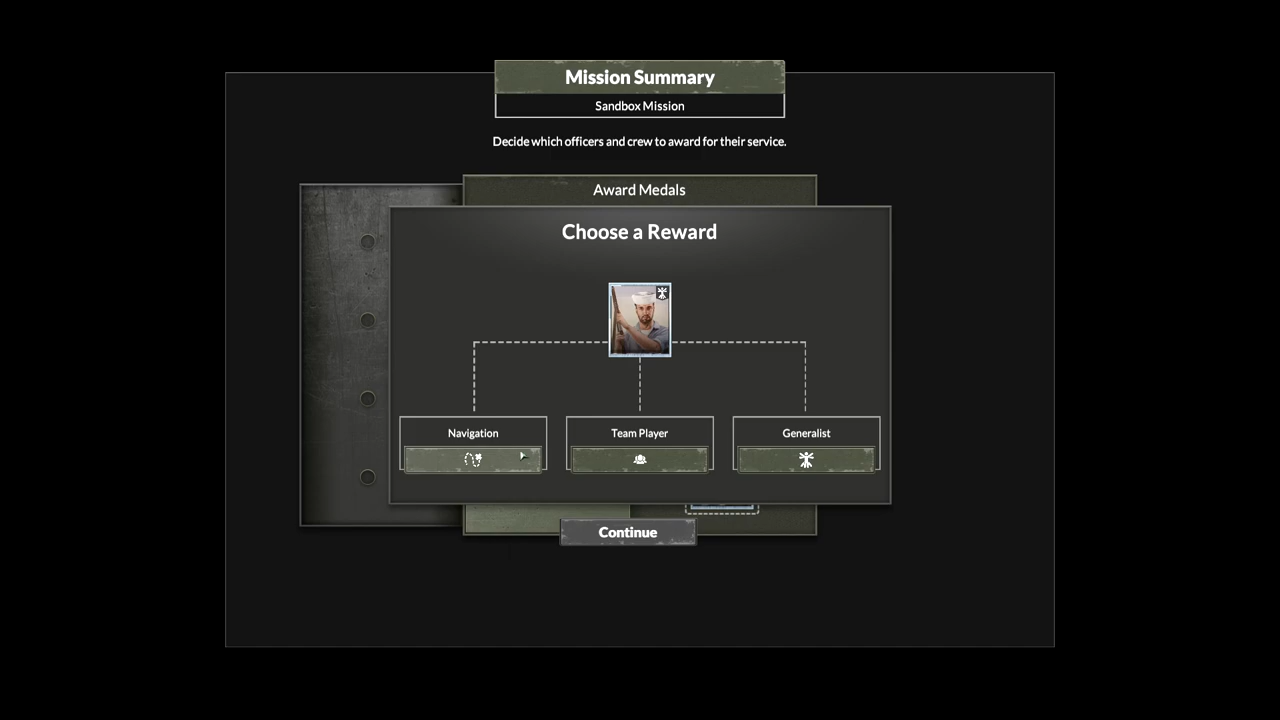 Mission Summary
Sandbox Mission
Decide which officers and crew to award for their service.
Award Medals
Choose a Reward
Navigation
Team Player
Generalist
Continue